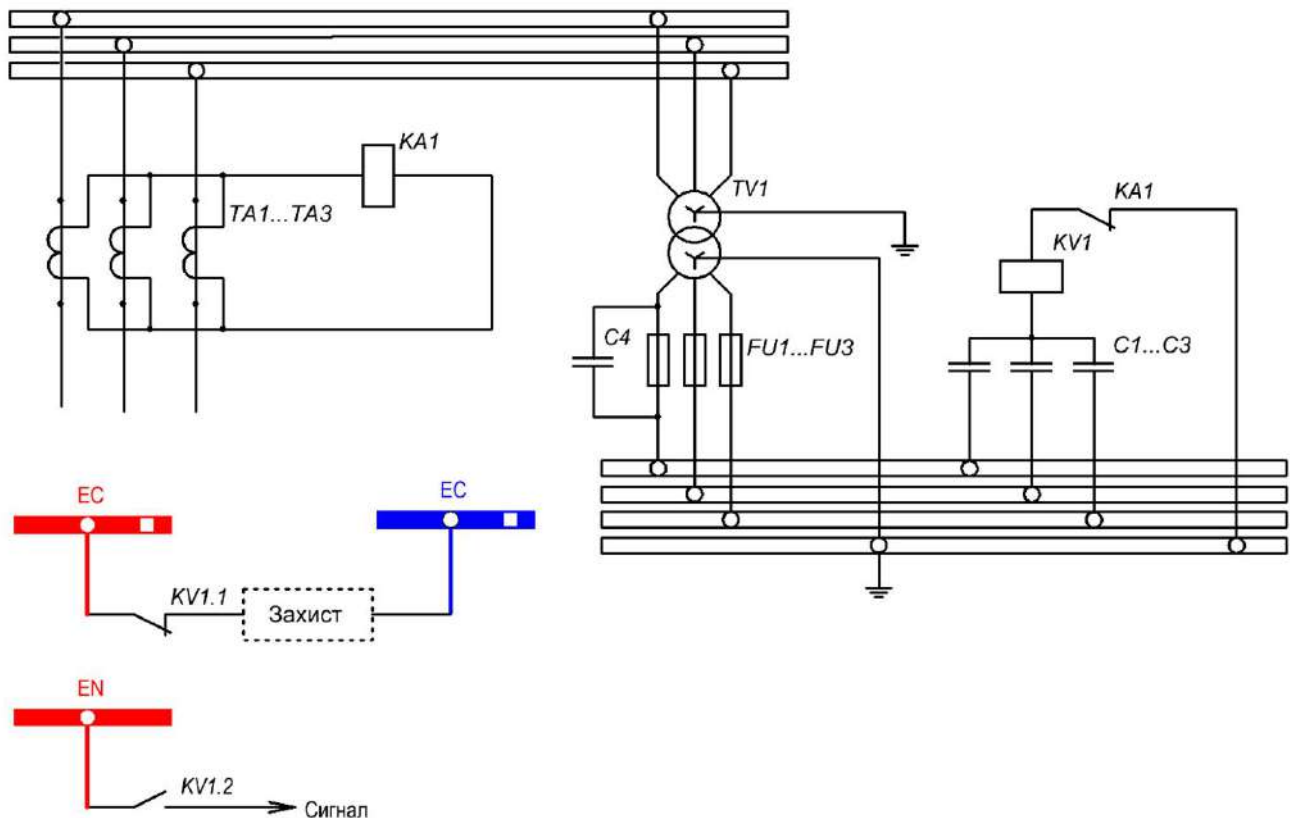 KA1
TA1...TA3
TV1
KA1
KV1
C4
FU1...FU3
C1...C3
EC
EC
KV1.1
Захист
EN
KV1.2
Сигнал